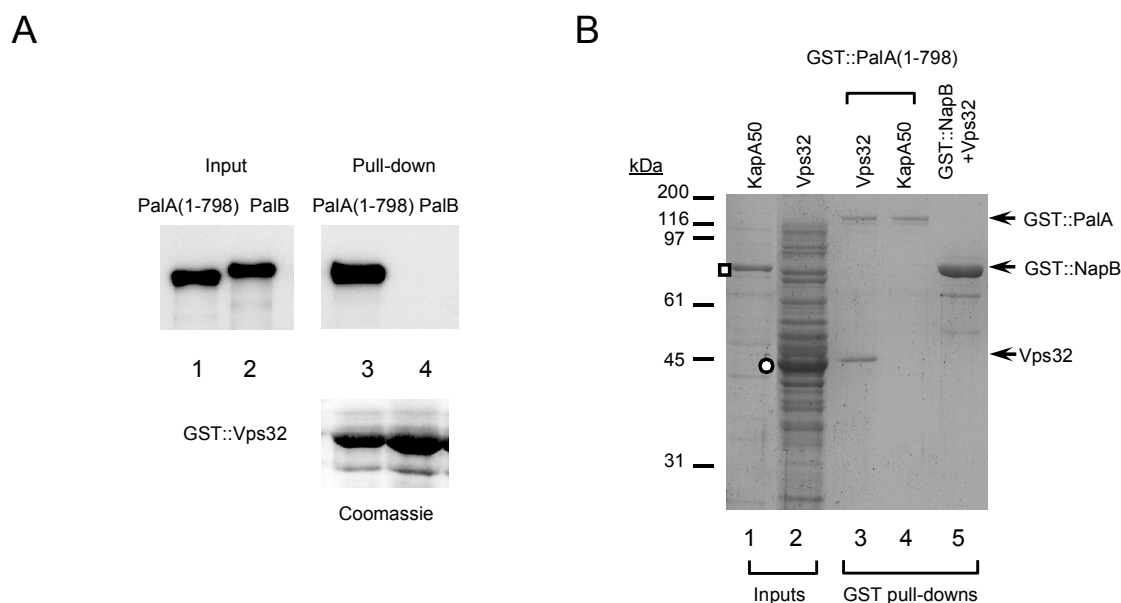 A
Input Pull-down
PalA(1-798) PalB PalA(1-798) PalB
1 2 3 4
GST::Vps32
Coomassie
B
GST::PalA(1-798)
KapA50
Vps32
Vps32
KapA50
GST::NapB
+Vps32
kDa
200
116
97
61
45
31
GST::PalA
GST::NapB
Vps32
1 2 3 4 5
Inputs GST pull-downs